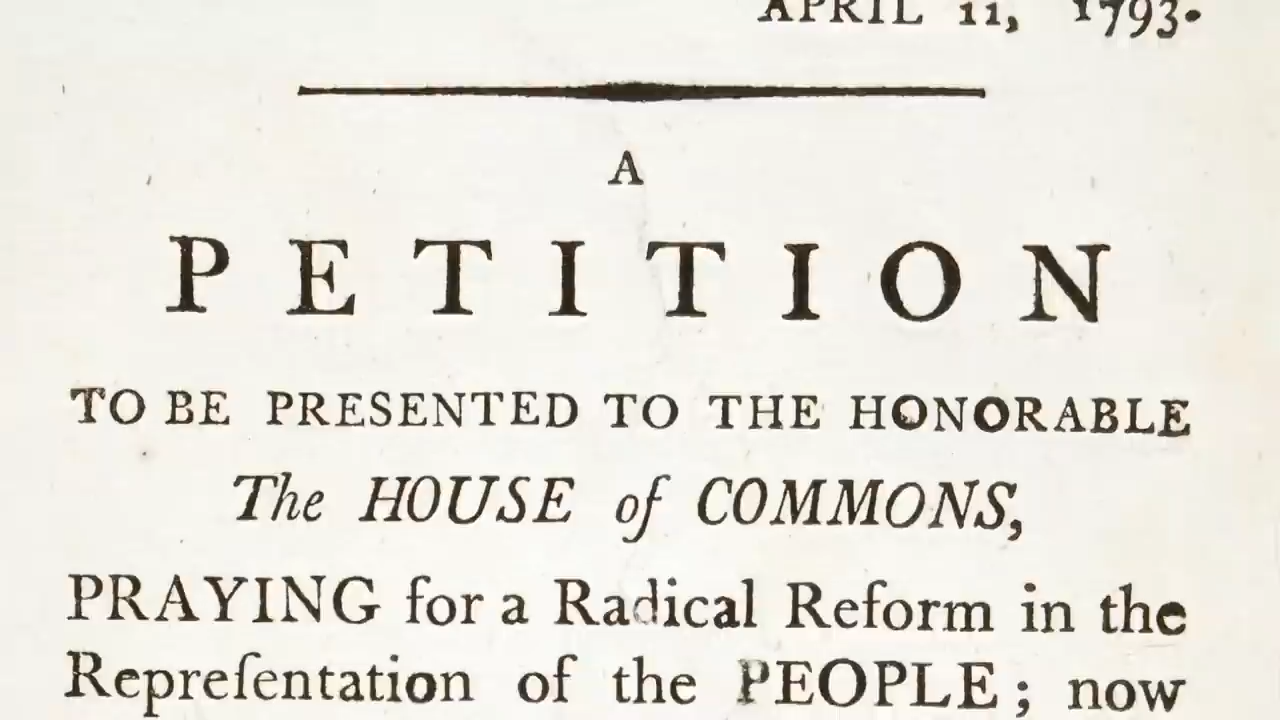 APRIL 11, 1793.
A
PETITION
TO BE PRESENTED TO THE HONORABLE
The HOUSE of COMMONS,
PRAYING for a Radical Reform in the
Repreſentation of the PEOPLE; now